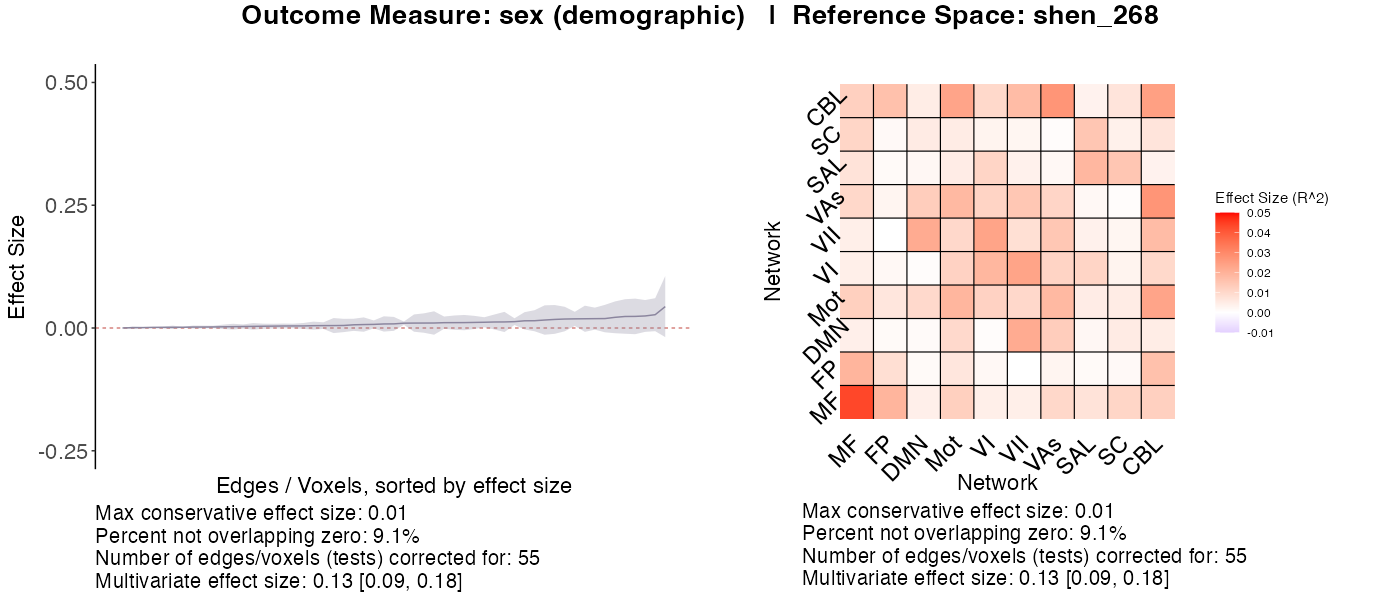 Outcome Measure: sex (demographic) | Reference Space: shen_268
0.50
0.25
0.00
-0.25
Effect Size
Edges / Voxels, sorted by effect size
Max conservative effect size: 0.01
Percent not overlapping zero: 9.1%
Number of edges/voxels (tests) corrected for: 55
Multivariate effect size: 0.13 [0.09, 0.18]
CBL
SC
SAL
VAs
VII
VI
Mot
DMN
FP
MF
Network
MF
FP
DMN
Mot
VI
VII
VAs
SAL
SC
CBL
Network
Effect Size (R^2)
0.05
0.04
0.03
0.02
0.01
0.00
-0.01
Max conservative effect size: 0.01
Percent not overlapping zero: 9.1%
Number of edges/voxels (tests) corrected for: 55
Multivariate effect size: 0.13 [0.09, 0.18]